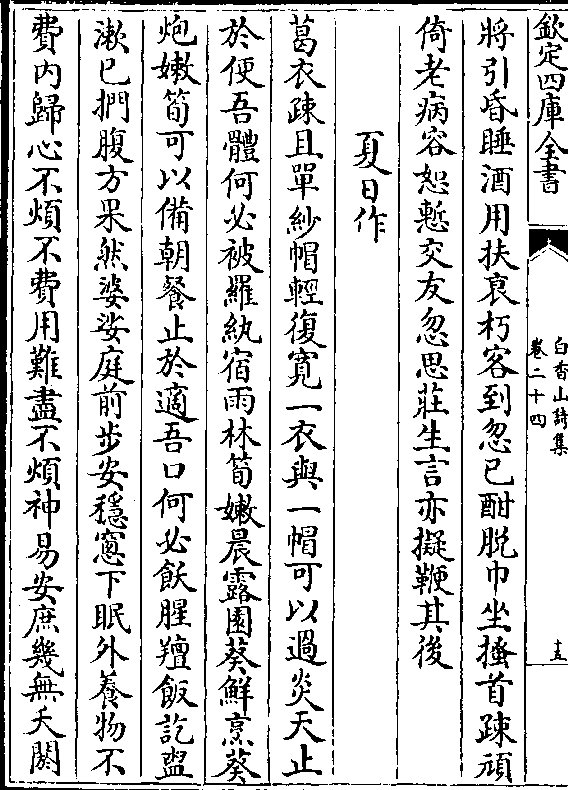 欽定四庫全書
白香山詩集
卷二十四
十五
將引昏睡酒用扶衰朽客到忽已酣脫巾坐搔首疎頑
倚老病容恕慙交友忽思莊生言亦擬鞭其後
夏日作
葛衣疎且單紗帽輕復寛一衣與一帽可以過炎天止
於便吾體何必被羅紈宿雨林筍嫩晨露園葵鮮烹葵
炮嫩筍可以備朝餐止於適吾口何必飫腥羶飯訖盥
漱已捫腹方果然婆娑庭前步安穩窻下眠外養物不
費内歸心不煩不費用難盡不煩神易安庶幾無夭閼